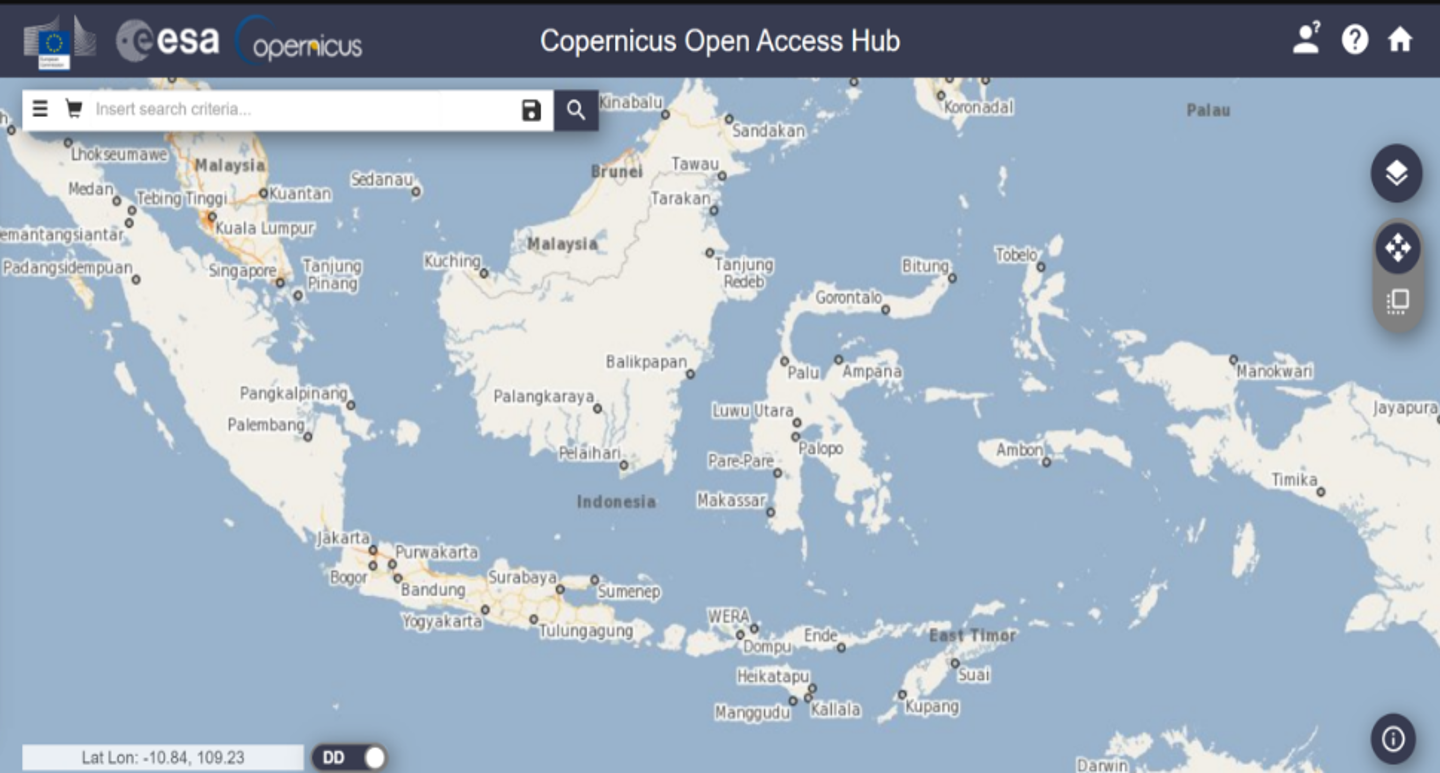 esa
opernicus
Copernicus Open Access Hub
Insert search criteria...
Kinabalu
Koronadal
Palau
Sandakan
Lhokseumawe
Malaysia
Brunei
Tawau
Medan
Tebing Tinggi
Kuantan
Sedanau
Tarakan
emantangsiantar
Kuala Lumpur
Malaysia
Padangsidempuan
Singapore
Tanjung
Pinang
Kuching
Tanjung
Redeb
Bitung
Tobelo
Gorontalo
Balikpapan
Palu
Ampana
Manokwari
Pangkalpinang
Palangkaraya
Luwu Utara
Jayapura
Palembang
Pelaihari
Pare-Pare
Palopo
Ambon
Timika
Indonesia
Makassar
Jakarta
Purwakarta
Bogor
Bandung
Surabaya
Sumenep
Yogyakarta
Tulungagung
WERA
Dompu
Ende
East Timor
Heikatapu
Suai
Manggudu
Kallala
Kupang
Lat Lon: -10.84, 109.23
DD
Darwin